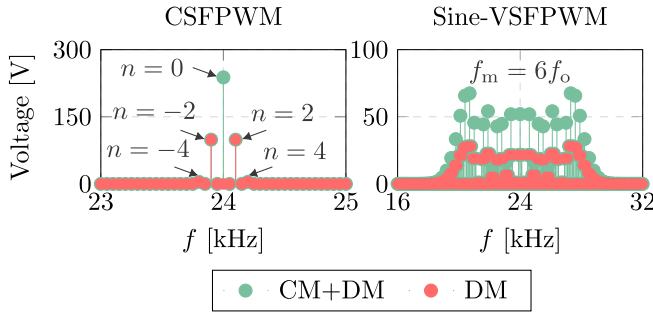 CSFPWM
Sine-VSFPWM
Voltage [V]
300
150
0
n = 0
n = −2
n = 2
n = −4
n = 4
23
24
25
f [kHz]
100
50
0
f_m = 6f_o
16
24
32
f [kHz]
CM+DM
DM